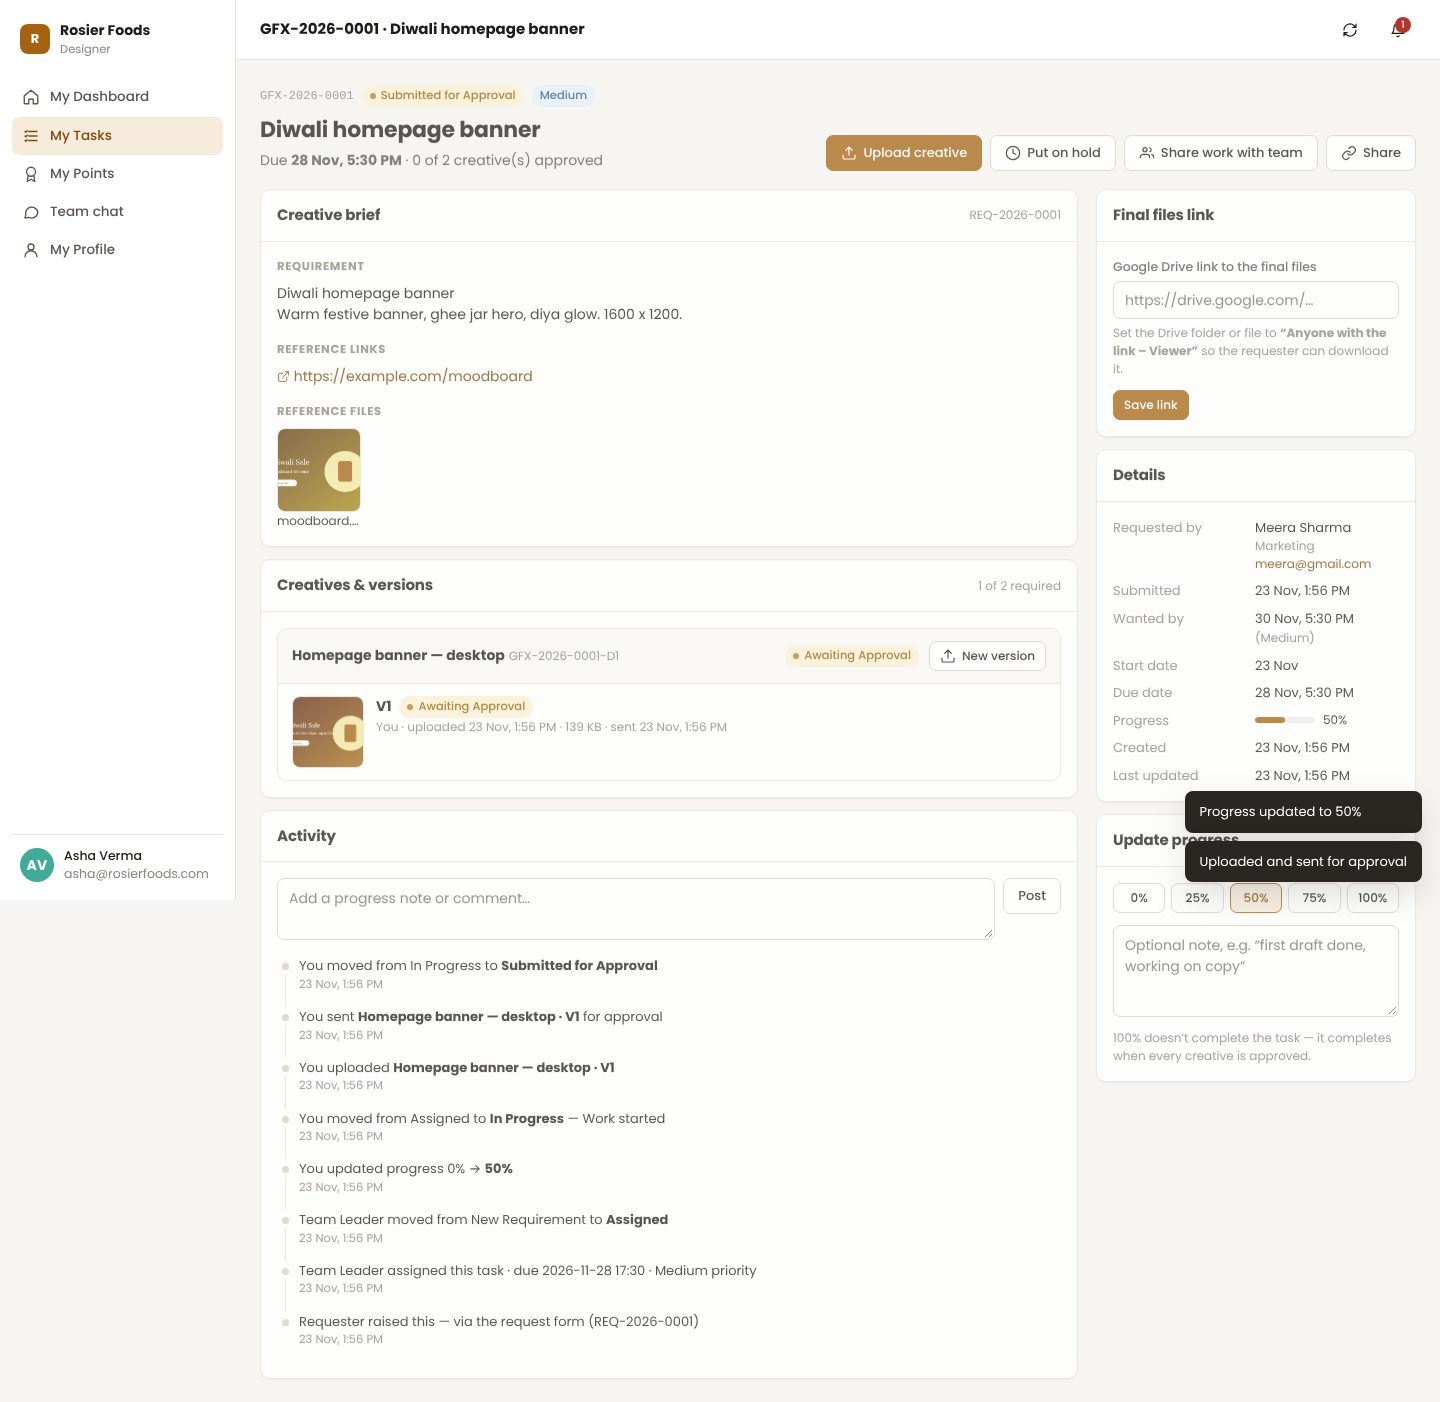 R
Rosier Foods
Designer
My Dashboard
My Tasks
My Points
Team chat
My Profile
AV
Asha Verma
asha@rosierfoods.com
GFX-2026-0001 · Diwali homepage banner
1
GFX-2026-0001
Submitted for Approval
Medium
Diwali homepage banner
Due 28 Nov, 5:30 PM · 0 of 2 creative(s) approved
Upload creative
Put on hold
Share work with team
Share
Creative brief
REQ-2026-0001
REQUIREMENT
Diwali homepage banner
Warm festive banner, ghee jar hero, diya glow. 1600 x 1200.
REFERENCE LINKS
https://example.com/moodboard
REFERENCE FILES
moodboard....
Creatives & versions
1 of 2 required
Homepage banner — desktop GFX-2026-0001-D1
Awaiting Approval
New version
V1
Awaiting Approval
You · uploaded 23 Nov, 1:56 PM · 139 KB · sent 23 Nov, 1:56 PM
Activity
Add a progress note or comment…
Post
You moved from In Progress to Submitted for Approval
23 Nov, 1:56 PM
You sent Homepage banner — desktop · V1 for approval
23 Nov, 1:56 PM
You uploaded Homepage banner — desktop · V1
23 Nov, 1:56 PM
You moved from Assigned to In Progress — Work started
23 Nov, 1:56 PM
You updated progress 0% → 50%
23 Nov, 1:56 PM
Team Leader moved from New Requirement to Assigned
23 Nov, 1:56 PM
Team Leader assigned this task · due 2026-11-28 17:30 · Medium priority
23 Nov, 1:56 PM
Requester raised this — via the request form (REQ-2026-0001)
23 Nov, 1:56 PM
Final files link
Google Drive link to the final files
https://drive.google.com/…
Set the Drive folder or file to “Anyone with the
link – Viewer” so the requester can download
it.
Save link
Details
Requested by
Meera Sharma
Marketing
meera@gmail.com
Submitted
23 Nov, 1:56 PM
Wanted by
30 Nov, 5:30 PM
(Medium)
Start date
23 Nov
Due date
28 Nov, 5:30 PM
Progress
50%
Created
23 Nov, 1:56 PM
Last updated
23 Nov, 1:56 PM
Progress updated to 50%
Update progress
Uploaded and sent for approval
0%
25%
50%
75%
100%
Optional note, e.g. “first draft done,
working on copy”
100% doesn’t complete the task — it completes
when every creative is approved.